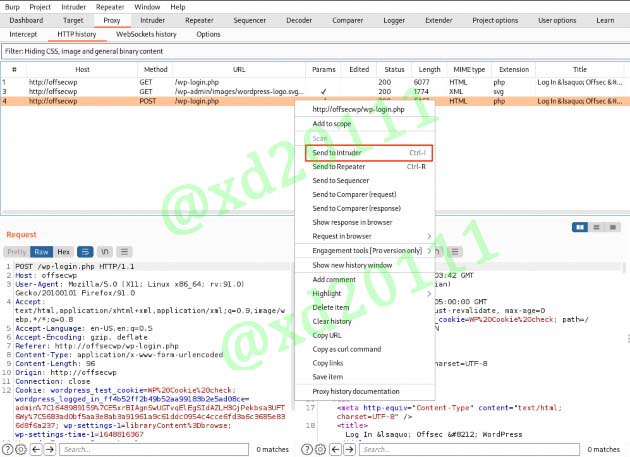 Burp Project Intruder Repeater Window Help
Dashboard Target Proxy Intruder Repeater Sequencer Decoder Comparer Logger Extender Project options User options Learn
Intercept HTTP history WebSockets history Options
Filter: Hiding CSS, image and general binary content
# Host Method URL Params Edited Status Length MIME type Extension Title
1 http://offsecwp GET /wp-login.php 200 6077 HTML php Log In &lsaquo; Offsec &#...
3 http://offsecwp GET /wp-admin/images/wordpress-logo.svg... ✓ 200 1774 XML svg
4 http://offsecwp POST /wp-login.php 200 HTML php Log In &lsaquo; Offsec &#...
http://offsecwp/wp-login.php
Add to scope
Scan
Send to Intruder Ctrl-I
Send to Repeater Ctrl-R
Send to Sequencer
Send to Comparer (request)
Send to Comparer (response)
Show response in browser
Request in browser >
Engagement tools [Pro version only] >
Show new history window
Add comment
Highlight >
Delete item
Clear history
Copy URL
Copy as curl command
Copy links
Save item
Proxy history documentation
Request
Pretty Raw Hex \n
1 POST /wp-login.php HTTP/1.1
2 Host: offsecwp
3 User-Agent: Mozilla/5.0 (X11; Linux x86_64; rv:91.0)
Gecko/20100101 Firefox/91.0
4 Accept:
text/html,application/xhtml+xml,application/xml;q=0.9,image/w
ebp,*/*;q=0.8
5 Accept-Language: en-US,en;q=0.5
6 Accept-Encoding: gzip, deflate
7 Referer: http://offsecwp/wp-login.php
8 Content-Type: application/x-www-form-urlencoded
9 Content-Length: 96
10 Origin: http://offsecwp
11 Connection: close
12 Cookie: wordpress_test_cookie=WP%20Cookie%20check;
wordpress_logged_in_ff4b52ff2b49b52aa99183b2e5ad08ce=
wp-settings-time-1=1648816367
\n
:03:42 GMT
ian)
05:00:00 GMT
ust-revalidate, max-age=0
kie=WP%20Cookie%20check; path=/
N
charset=UTF-8
16 <meta http-equiv="Content-Type" content="text/html;
charset=UTF-8" />
17 <title>
Log In &lsaquo; Offsec &#8212; WordPress
Search... 0 matches
Search... 0 matches
@xd20111
@xd20111